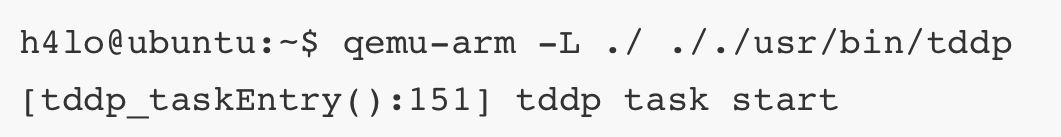 h4lo@ubuntu:~$ qemu-arm -L ./ ././usr/bin/tddp
[tddp_taskEntry():151] tddp task start